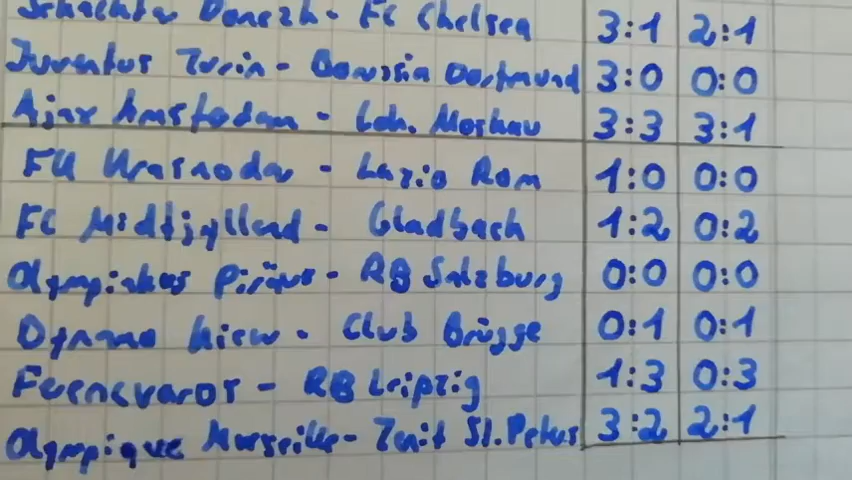 Schachtar Donezk - FC Chelsea 3:1 2:1
Juventus Turin - Borussia Dortmund 3:0 0:0
Ajax Amsterdam - Lok. Moskau 3:3 3:1
FK Krasnodar - Lazio Rom 1:0 0:0
FC Midtjylland - Gladbach 1:2 0:2
Olympiakos Piräus - RB Salzburg 0:0 0:0
Dynamo Kiew - Club Brügge 0:1 0:1
Ferencvaros - RB Leipzig 1:3 0:3
Olympique Marseille - Zenit St. Peters 3:2 2:1